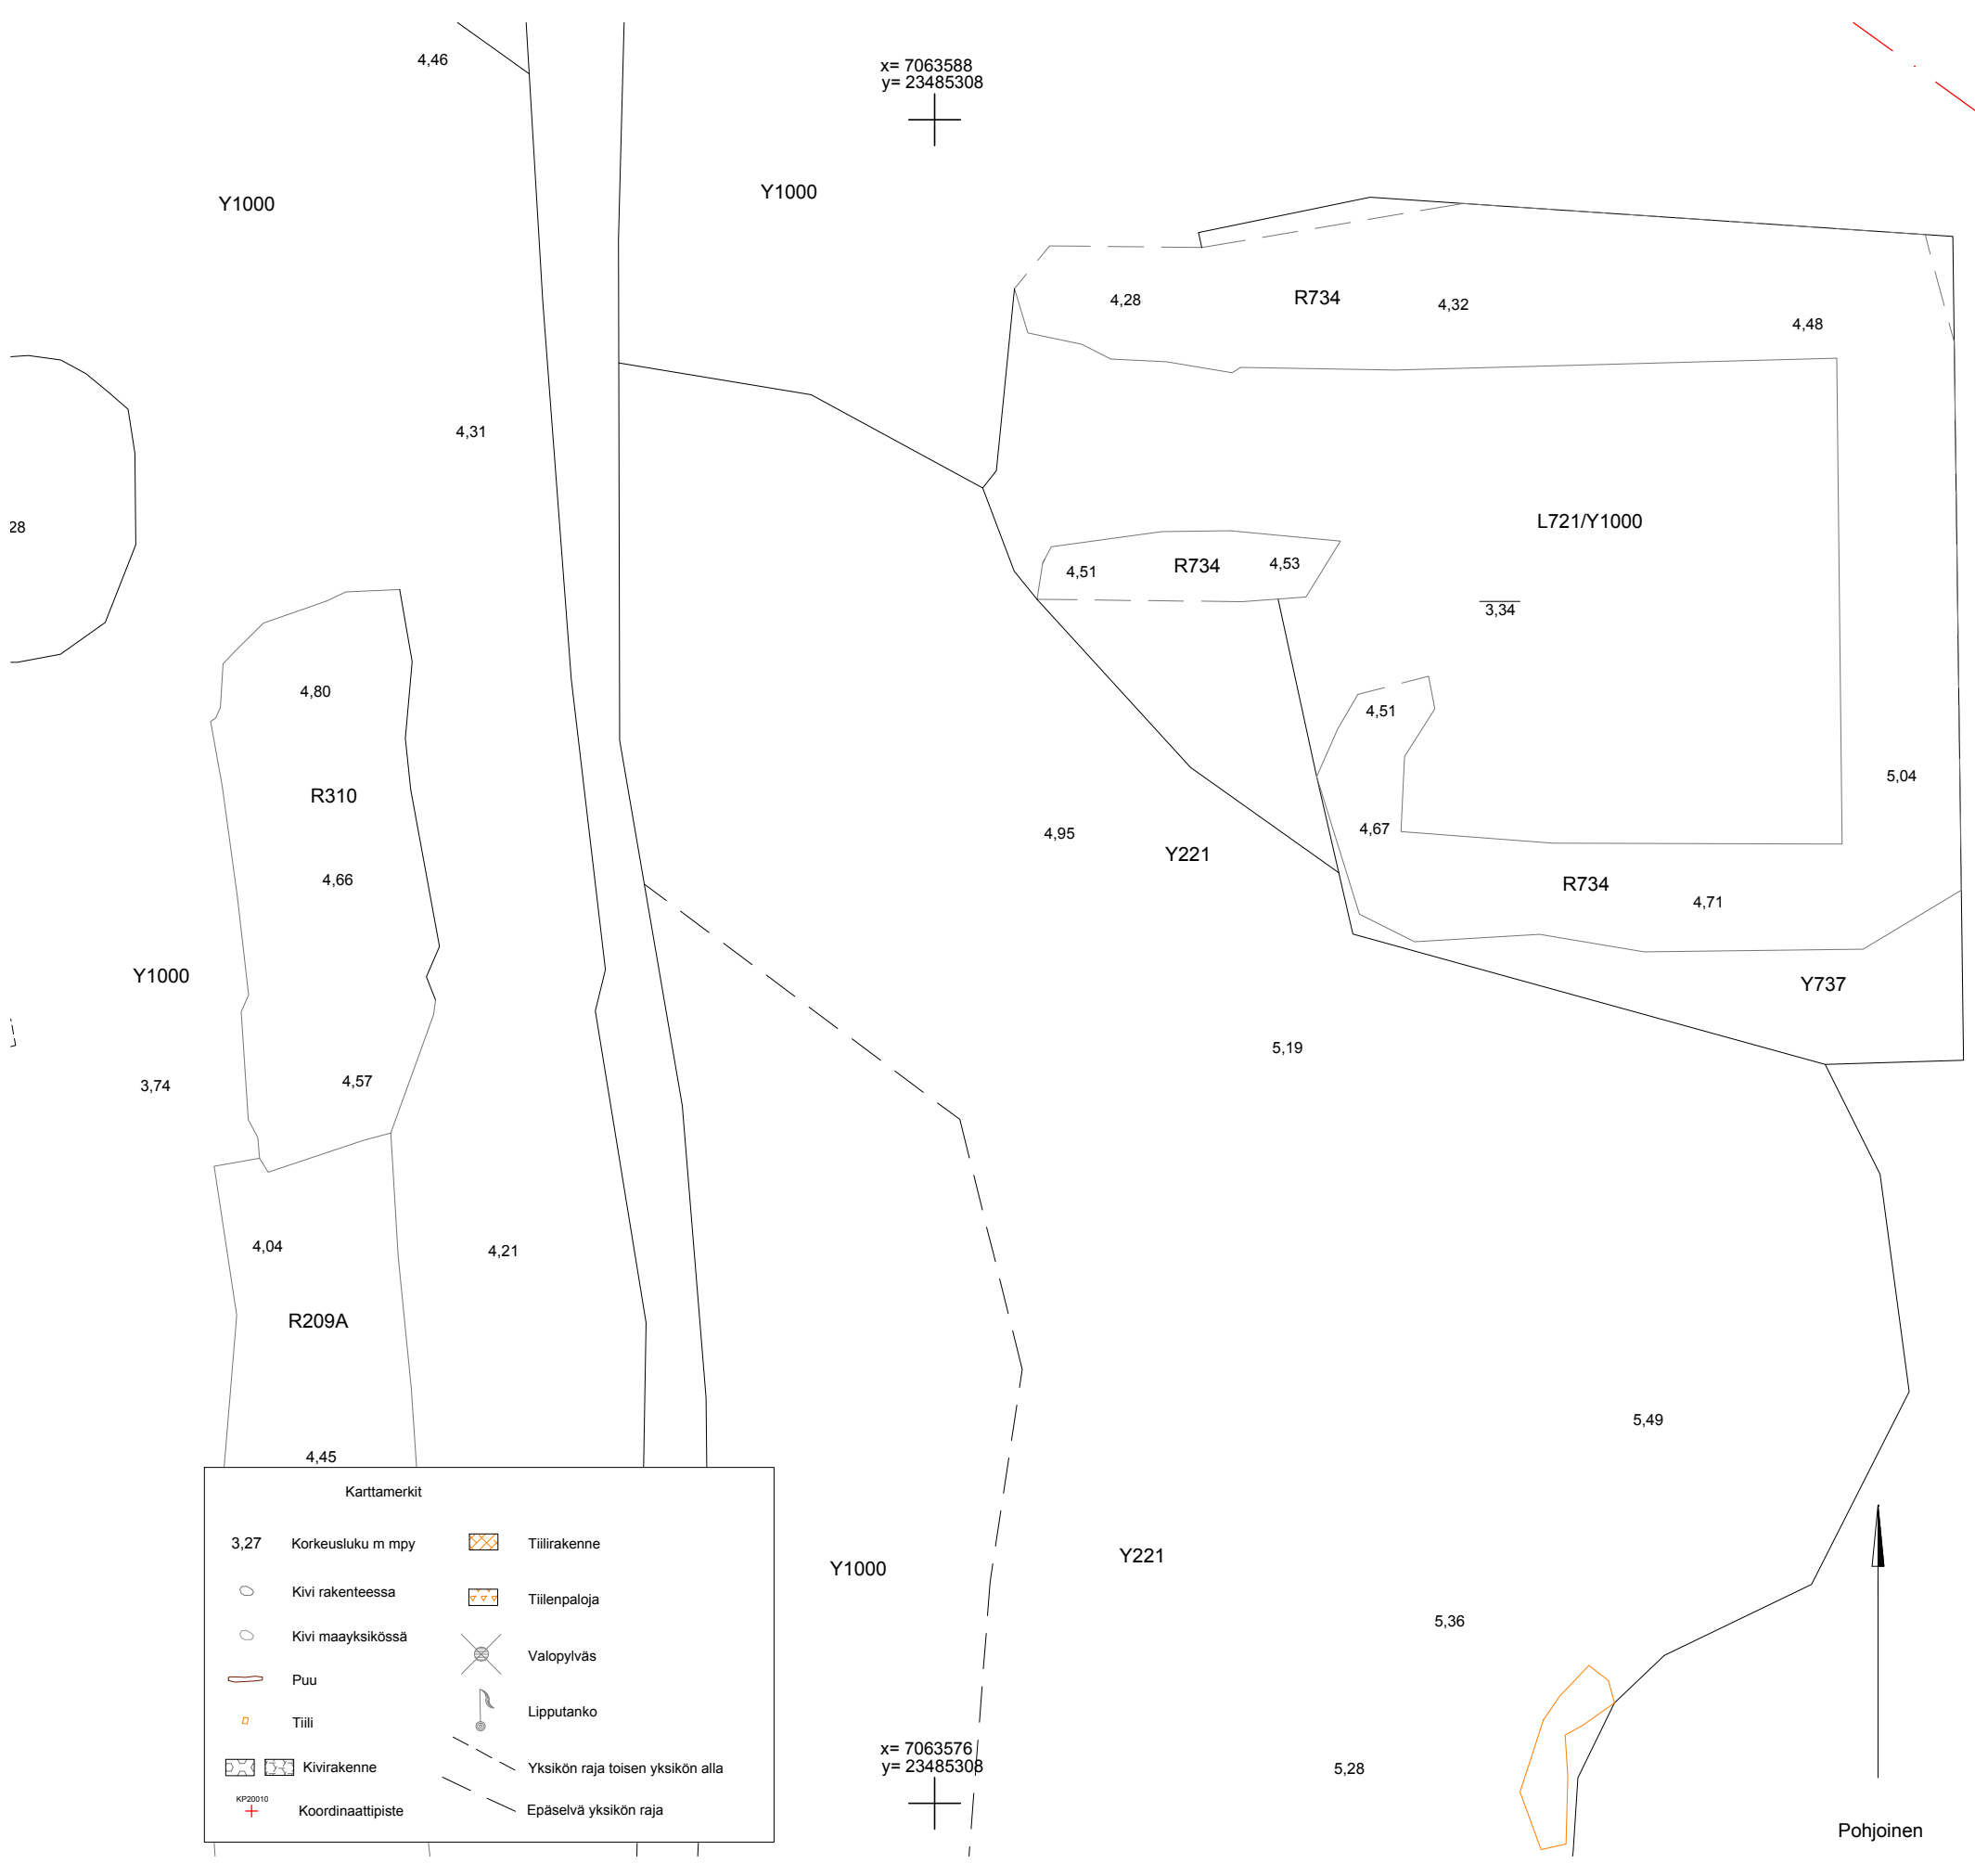 4,46
x= 7063588
y= 23485308
Y1000
Y1000
4,28
R734
4,32
4,48
4,31
28
L721/Y1000
4,51
R734
4,53
3,34
4,80
4,51
5,04
R310
4,95
4,67
Y221
4,66
R734
4,71
Y1000
Y737
5,19
3,74
4,57
4,04
4,21
R209A
5,49
4,45
Karttamerkit
3,27 Korkeusluku m mpy
Kivi rakenteessa
Kivi maayksikössä
Puu
Tiili
Kivirakenne
KP20010
Koordinaattipiste
Tiilirakenne
Tiilenpaloja
Valopylväs
Lipputanko
Yksikön raja toisen yksikön alla
Epäselvä yksikön raja
Y1000
Y221
5,36
x= 7063576
y= 23485308
5,28
Pohjoinen